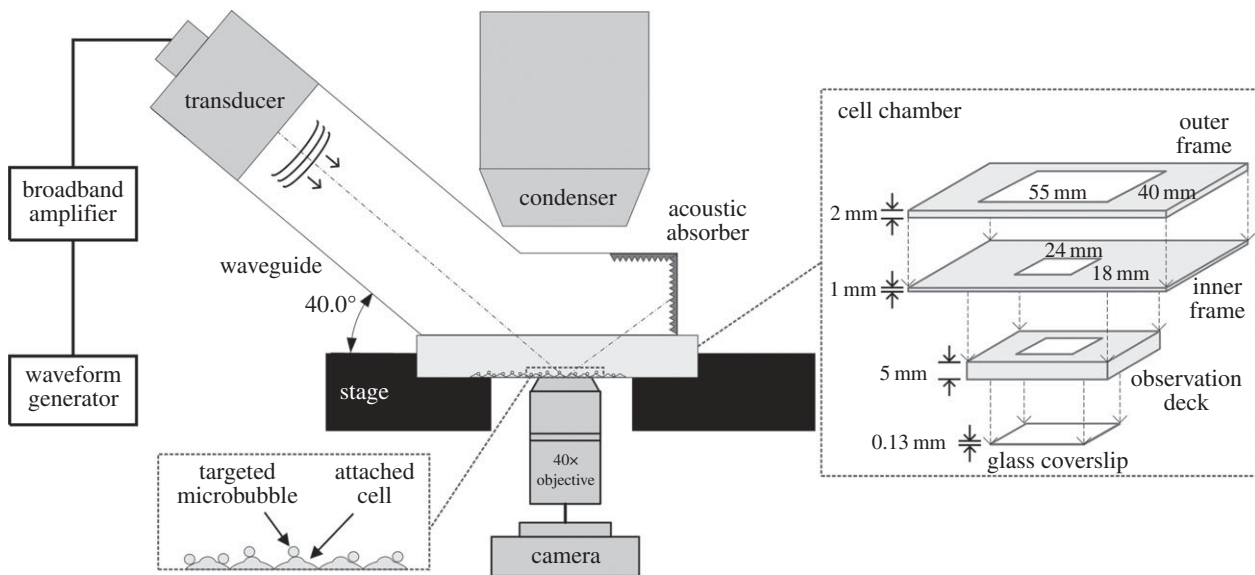 transducer
broadband
amplifier
waveform
generator
waveguide
40.0°
condenser
acoustic
absorber
stage
40×
objective
camera
targeted
microbubble
attached
cell
cell chamber
outer
frame
55 mm
40 mm
2 mm
24 mm
18 mm
1 mm
inner
frame
5 mm
observation
deck
0.13 mm
glass coverslip